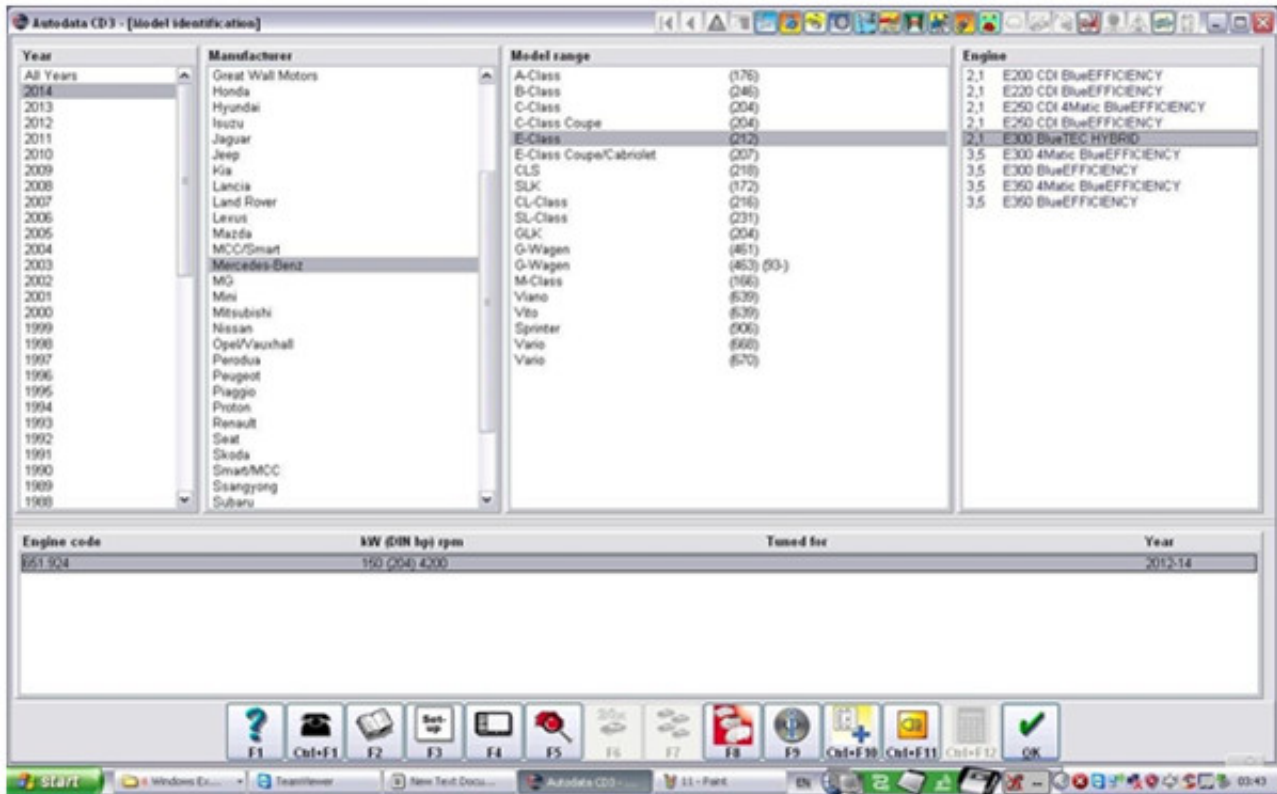 Autodata CD3 - [Model identification]
Year
All Years
2014
2013
2012
2011
2010
2009
2008
2007
2006
2005
2004
2003
2002
2001
2000
1999
1998
1997
1996
1995
1994
1993
1992
1991
1990
1989
1988
Manufacturer
Great Wall Motors
Honda
Hyundai
Isuzu
Jaguar
Jeep
Kia
Lancia
Land Rover
Lexus
Mazda
MCC/Smart
Mercedes-Benz
MG
Mini
Mitsubishi
Nissan
Opel/Vauxhall
Perodua
Peugeot
Piaggio
Proton
Renault
Seat
Skoda
Smart/MCC
Ssangyong
Subaru
Model range
A-Class (176)
B-Class (246)
C-Class (204)
C-Class Coupe (204)
E-Class (212)
E-Class Coupe/Cabriolet (207)
CLS (218)
SLK (172)
CL-Class (216)
SL-Class (231)
GLK (204)
G-Wagen (461)
G-Wagen (463) (93-)
M-Class (166)
Viano (639)
Vito (639)
Sprinter (906)
Vario (668)
Vario (670)
Engine
2,1 E200 CDI BlueEFFICIENCY
2,1 E220 CDI BlueEFFICIENCY
2,1 E250 CDI 4Matic BlueEFFICIENCY
2,1 E250 CDI BlueEFFICIENCY
2,1 E300 BlueTEC HYBRID
3,5 E300 4Matic BlueEFFICIENCY
3,5 E300 BlueEFFICIENCY
3,5 E350 4Matic BlueEFFICIENCY
3,5 E350 BlueEFFICIENCY
Engine code kW (DIN hp) rpm Tuned for Year
651.924 150 (204) 4200 2012-14
Set-up
F1 Ctrl+F1 F2 F3 F4 F5 F6 F7 F8 F9 Ctrl+F10 Ctrl+F11 Ctrl+F12 OK
start Windows Ex... TeamViewer New Text Docu... Autodata CD3 - ... 11 - Paint EN 03:43